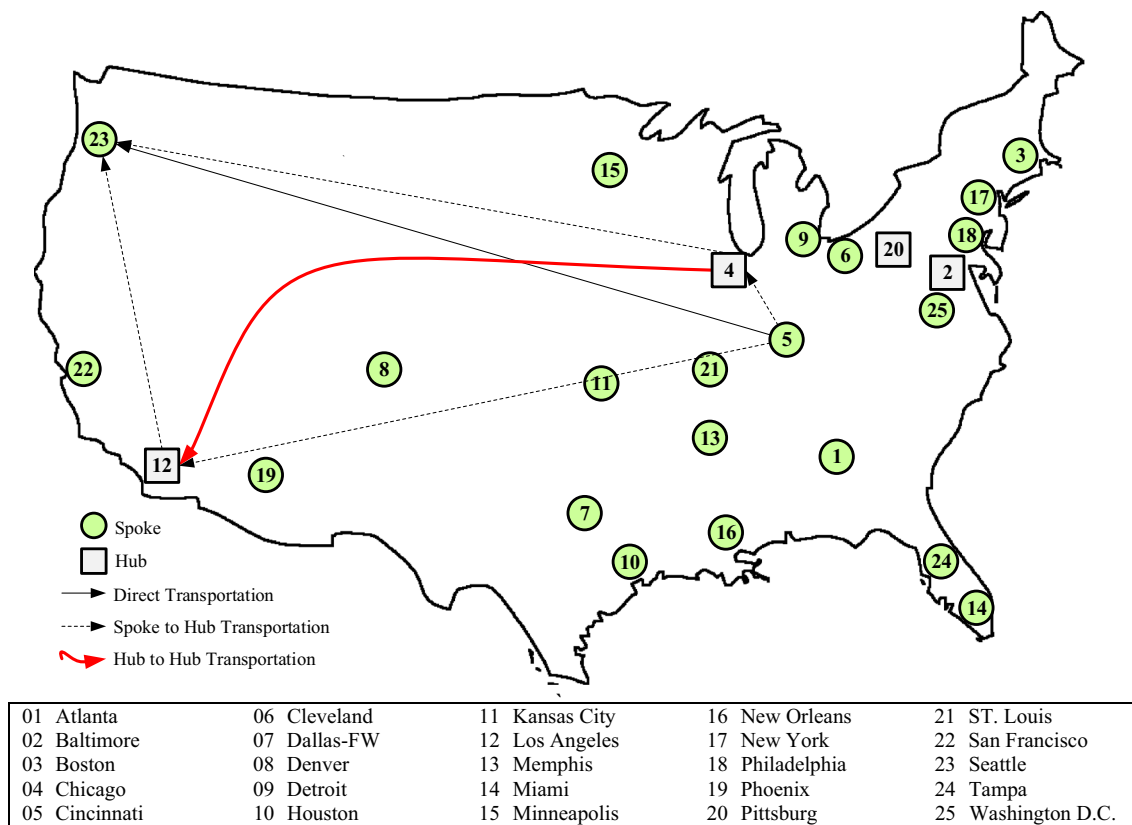 23
3
15
17
18
9
6
20
4
2
25
5
22
8
21
11
13
1
12
19
7
16
10
24
14
Spoke
Hub
Direct Transportation
Spoke to Hub Transportation
Hub to Hub Transportation
01 Atlanta 06 Cleveland 11 Kansas City 16 New Orleans 21 ST. Louis
02 Baltimore 07 Dallas-FW 12 Los Angeles 17 New York 22 San Francisco
03 Boston 08 Denver 13 Memphis 18 Philadelphia 23 Seattle
04 Chicago 09 Detroit 14 Miami 19 Phoenix 24 Tampa
05 Cincinnati 10 Houston 15 Minneapolis 20 Pittsburg 25 Washington D.C.